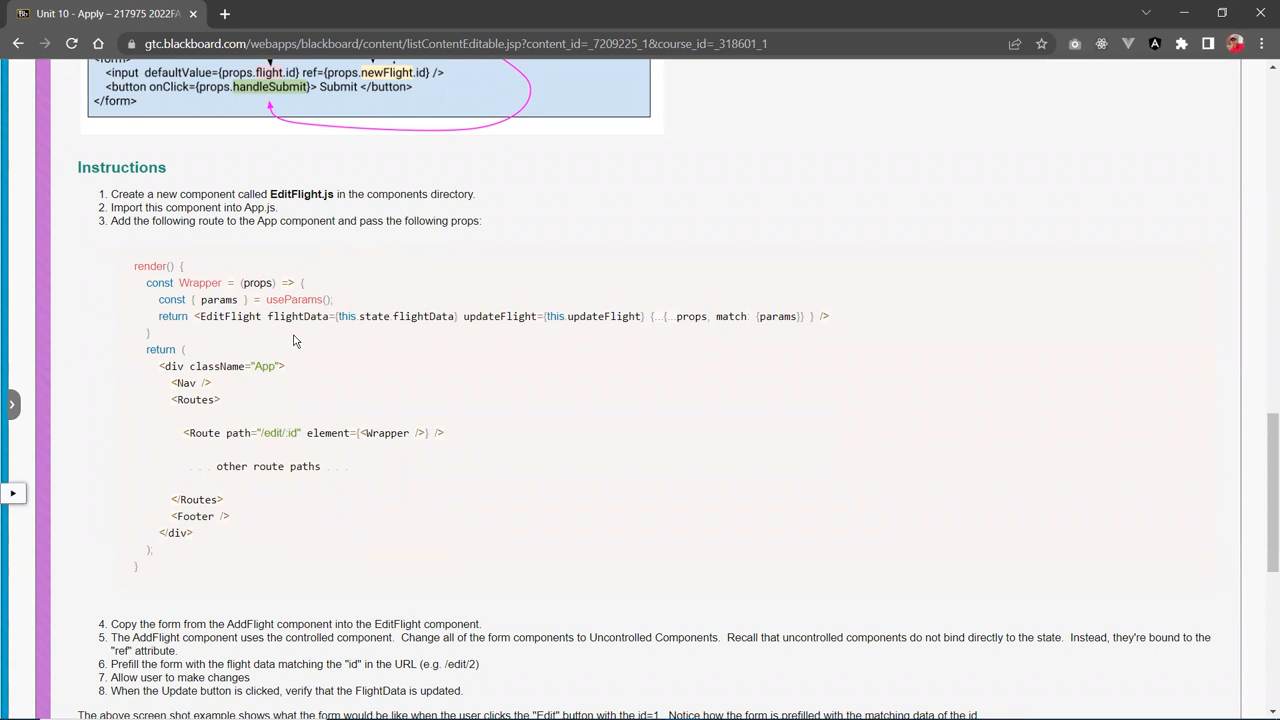 Unit 10 - Apply – 217975 2022FA
gtc.blackboard.com/webapps/blackboard/content/listContentEditable.jsp?content_id=_7209225_1&course_id=_318601_1
<input defaultValue={props.flight.id} ref={props.newFlight.id} />
<button onClick={props.handleSubmit}> Submit </button>
</form>
Instructions
1. Create a new component called EditFlight.js in the components directory.
2. Import this component into App.js.
3. Add the following route to the App component and pass the following props:
render() {
const Wrapper = (props) => {
const { params } = useParams();
return <EditFlight flightData={this.state.flightData} updateFlight={this.updateFlight} {...{...props, match: {params}} } />
}
return (
<div className="App">
<Nav />
<Routes>
<Route path="/edit/:id" element={<Wrapper />} />
. . . other route paths . . .
</Routes>
<Footer />
</div>
);
}
4. Copy the form from the AddFlight component into the EditFlight component.
5. The AddFlight component uses the controlled component. Change all of the form components to Uncontrolled Components. Recall that uncontrolled components do not bind directly to the state. Instead, they're bound to the
"ref" attribute.
6. Prefill the form with the flight data matching the "id" in the URL (e.g. /edit/2)
7. Allow user to make changes
8. When the Update button is clicked, verify that the FlightData is updated.
The above screen shot example shows what the form would be like when the user clicks the "Edit" button with the id=1. Notice how the form is prefilled with the matching data of the id